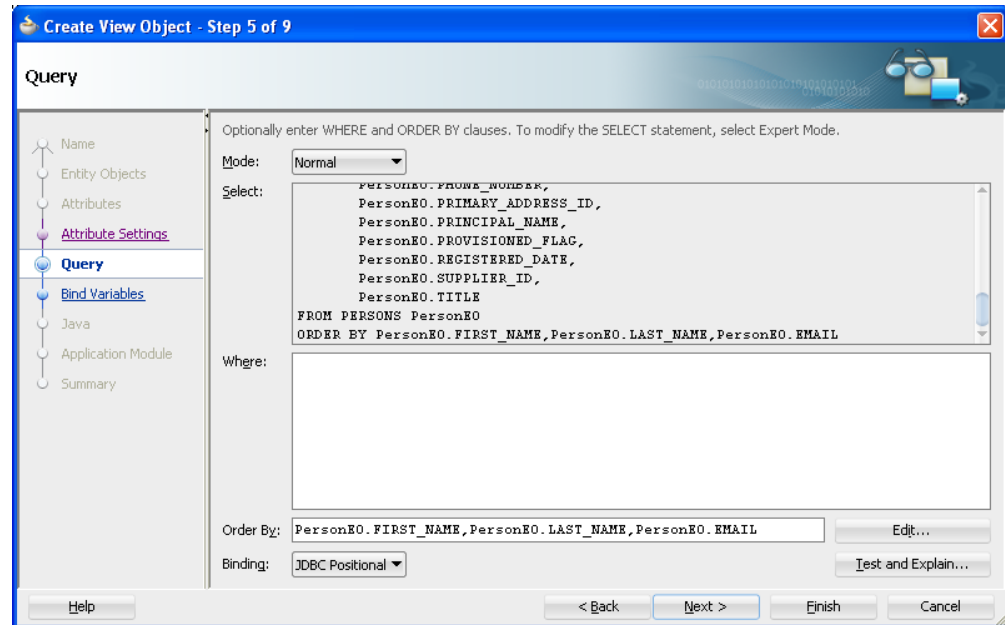 Create View Object - Step 5 of 9
Query
Name
Entity Objects
Attributes
Attribute Settings
Query
Bind Variables
Java
Application Module
Summary
Optionally enter WHERE and ORDER BY clauses. To modify the SELECT statement, select Expert Mode.
Mode: Normal
Select:
PersonEO.PHONE_NUMBER,
PersonEO.PRIMARY_ADDRESS_ID,
PersonEO.PRINCIPAL_NAME,
PersonEO.PROVISIONED_FLAG,
PersonEO.REGISTERED_DATE,
PersonEO.SUPPLIER_ID,
PersonEO.TITLE
FROM PERSONS PersonEO
ORDER BY PersonEO.FIRST_NAME,PersonEO.LAST_NAME,PersonEO.EMAIL
Where:
Order By: PersonEO.FIRST_NAME,PersonEO.LAST_NAME,PersonEO.EMAIL Edit...
Binding: JDBC Positional Test and Explain...
Help < Back Next > Finish Cancel